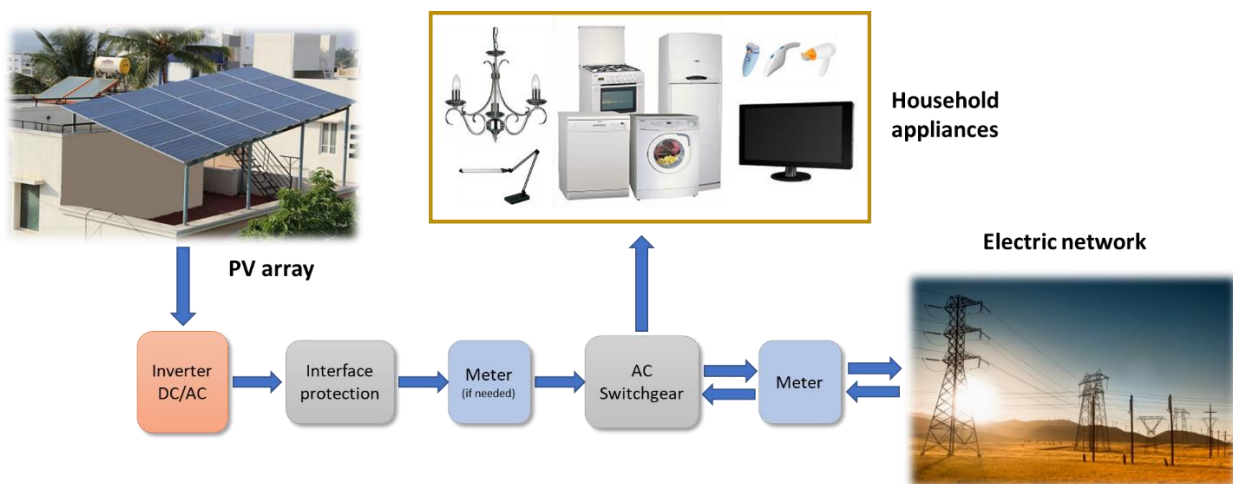 Household
appliances
Electric network
PV array
Inverter
DC/AC
Interface
protection
Meter
(if needed)
AC
Switchgear
Meter